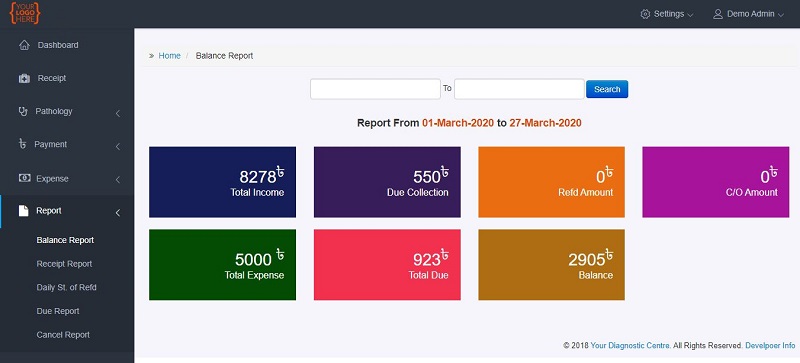 {YOUR
LOGO
HERE}
Settings
Demo Admin
Dashboard
Receipt
Pathology
Payment
Expense
Report
Balance Report
Receipt Report
Daily St. of Refd
Due Report
Cancel Report
» Home / Balance Report
To
Search
Report From 01-March-2020 to 27-March-2020
8278৳
Total Income
550৳
Due Collection
0৳
Refd Amount
0৳
C/O Amount
5000 ৳
Total Expense
923৳
Total Due
2905৳
Balance
© 2018 Your Diagnostic Centre. All Rights Reserved. Develpoer Info